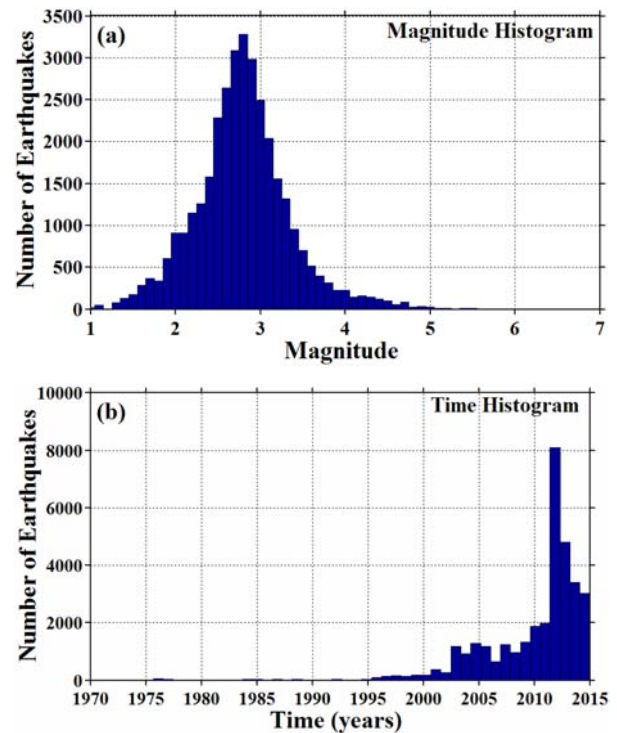 (a)
Magnitude Histogram
Number of Earthquakes
3500
3000
2500
2000
1500
1000
500
0
1 2 3 4 5 6 7
Magnitude
(b)
Time Histogram
Number of Earthquakes
10000
8000
6000
4000
2000
0
1970 1975 1980 1985 1990 1995 2000 2005 2012 2015
Time (years)